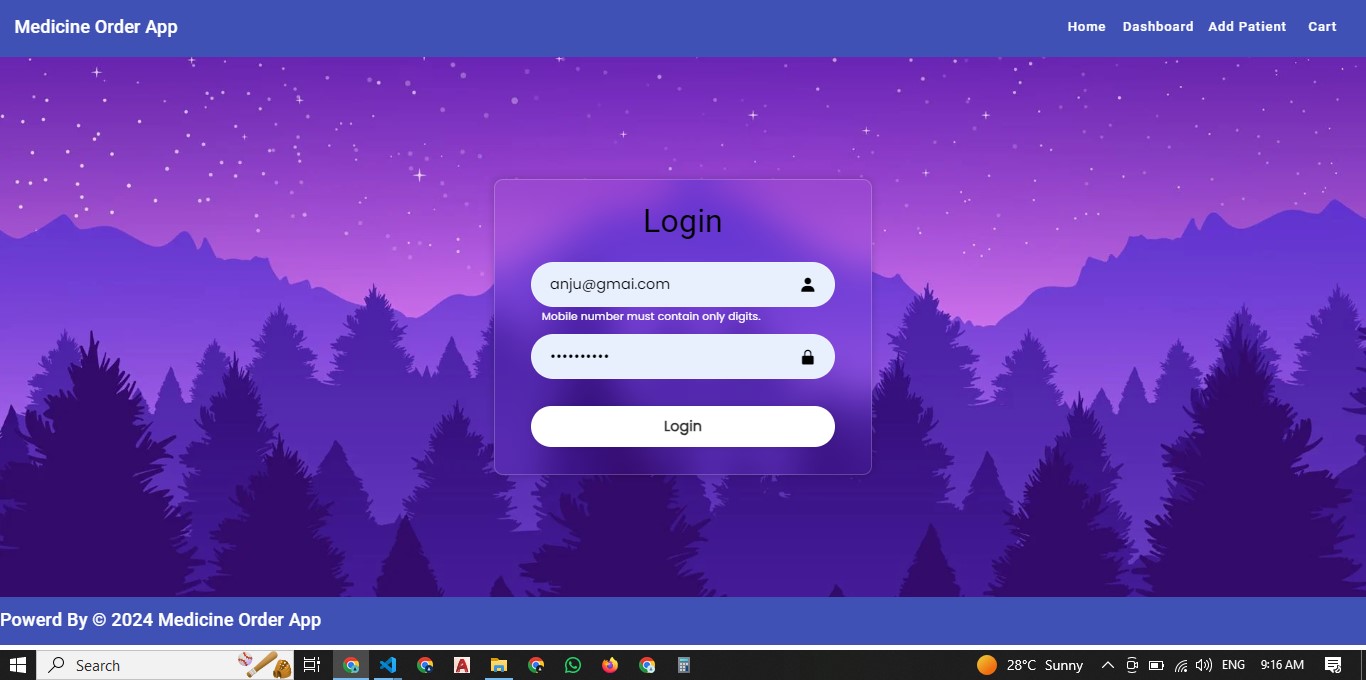 Medicine Order App
Home Dashboard Add Patient Cart
Login
anju@gmai.com
Mobile number must contain only digits.
••••••••••
Login
Powerd By © 2024 Medicine Order App
Search
28°C Sunny
ENG
9:16 AM